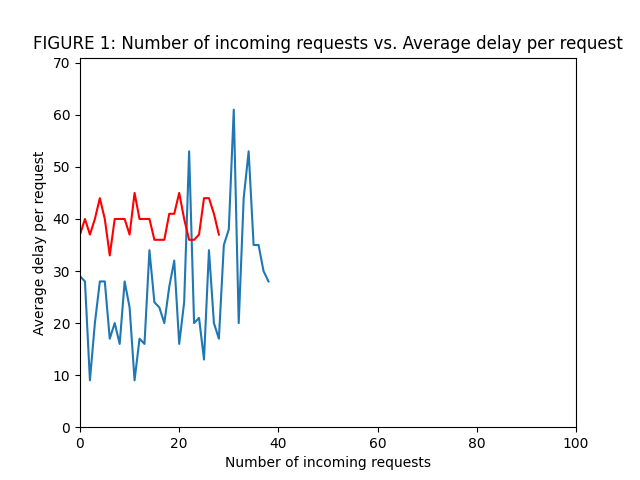 FIGURE 1: Number of incoming requests vs. Average delay per request
70
60
50
40
30
20
10
0
Average delay per request
0 20 40 60 80 100
Number of incoming requests